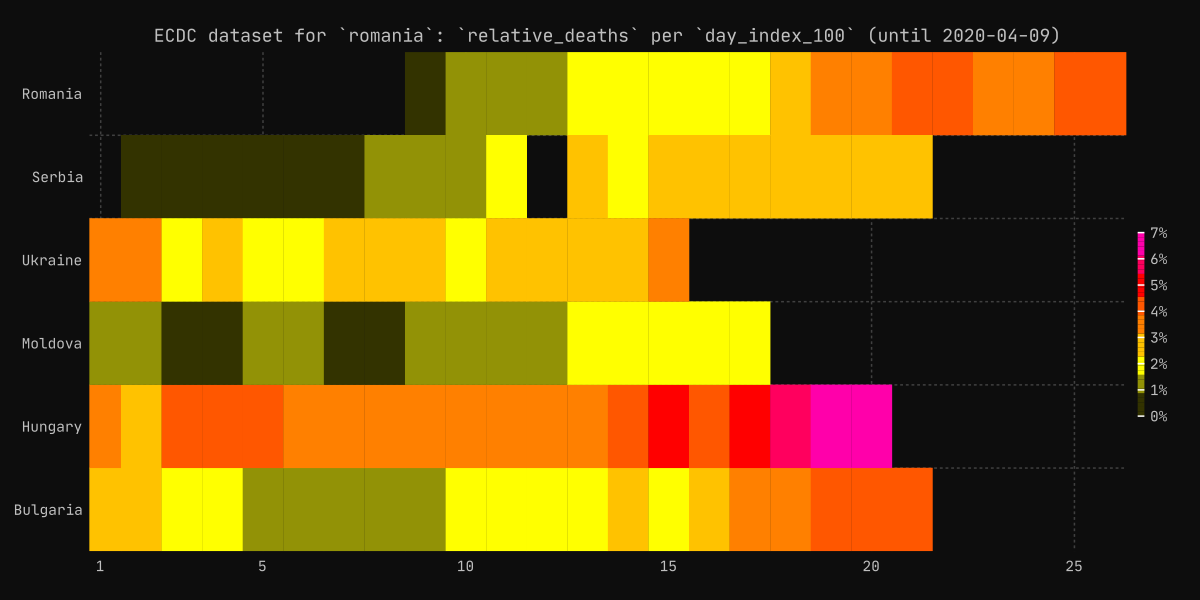 ECDC dataset for `romania`: `relative_deaths` per `day_index_100` (until 2020-04-09)
Romania
Serbia
Ukraine
Moldova
Hungary
Bulgaria
7%
6%
5%
4%
3%
2%
1%
0%
1 5 10 15 20 25